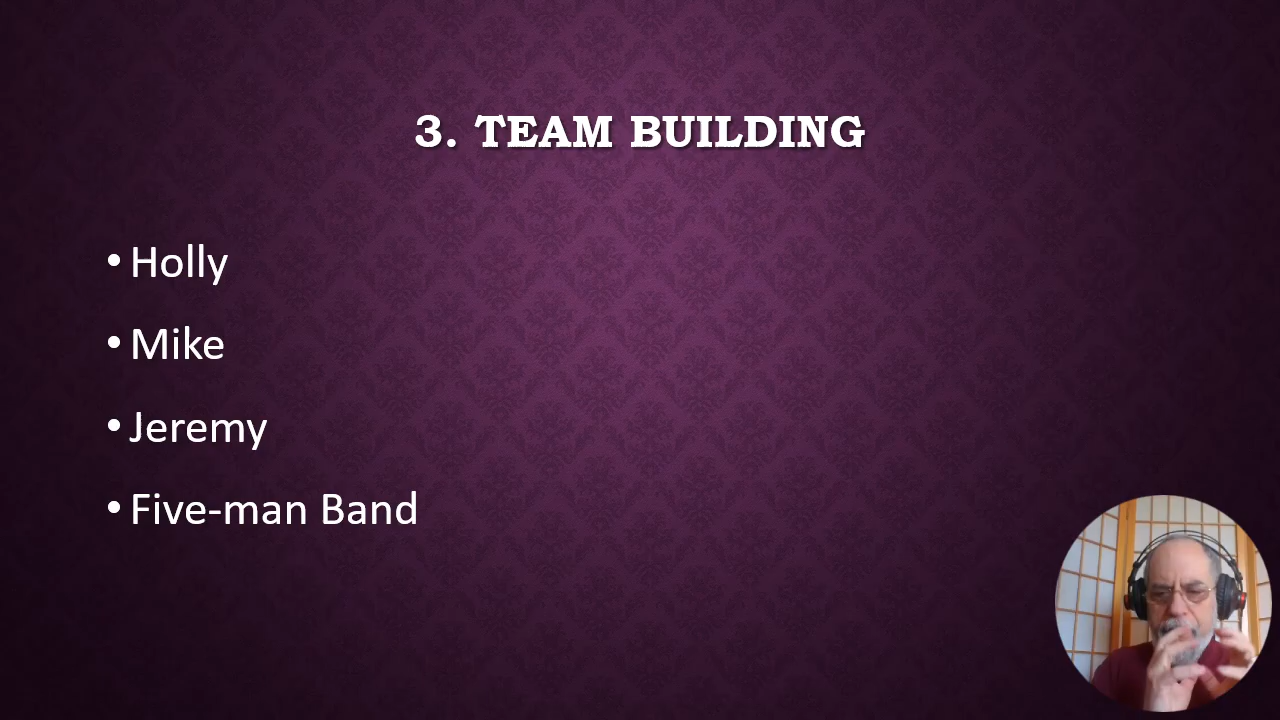 3. TEAM BUILDING
• Holly
• Mike
• Jeremy
• Five-man Band